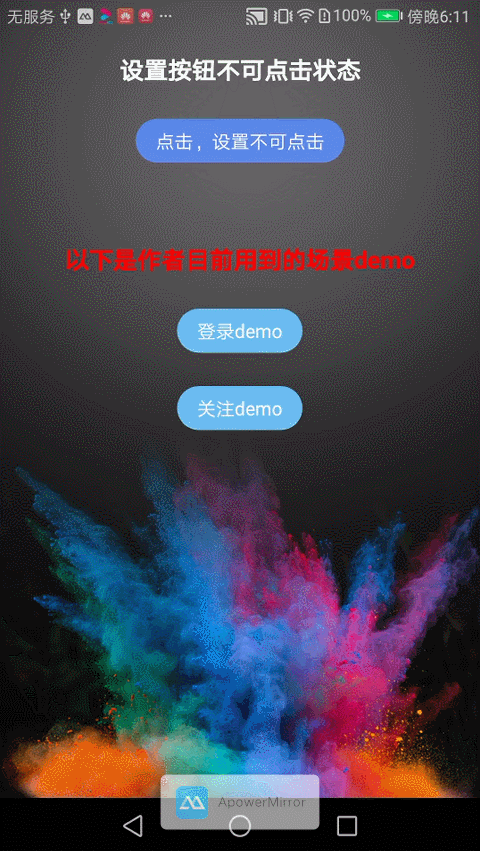 无服务 100% 傍晚6:11
设置按钮不可点击状态
点击，设置不可点击
以下是作者目前用到的场景demo
登录demo
关注demo
ApowerMirror